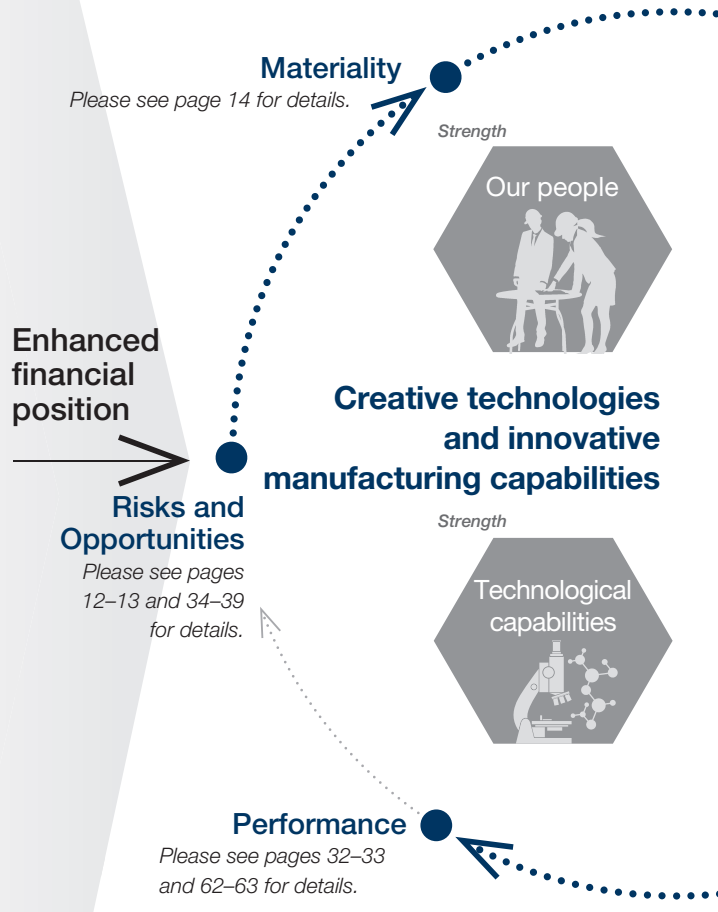 Materiality
Please see page 14 for details.
Strength
Our people
Enhanced
financial
position
Creative technologies
and innovative
manufacturing capabilities
Risks and
Opportunities
Please see pages
12–13 and 34–39
for details.
Strength
Technological
capabilities
Performance
Please see pages 32–33
and 62–63 for details.